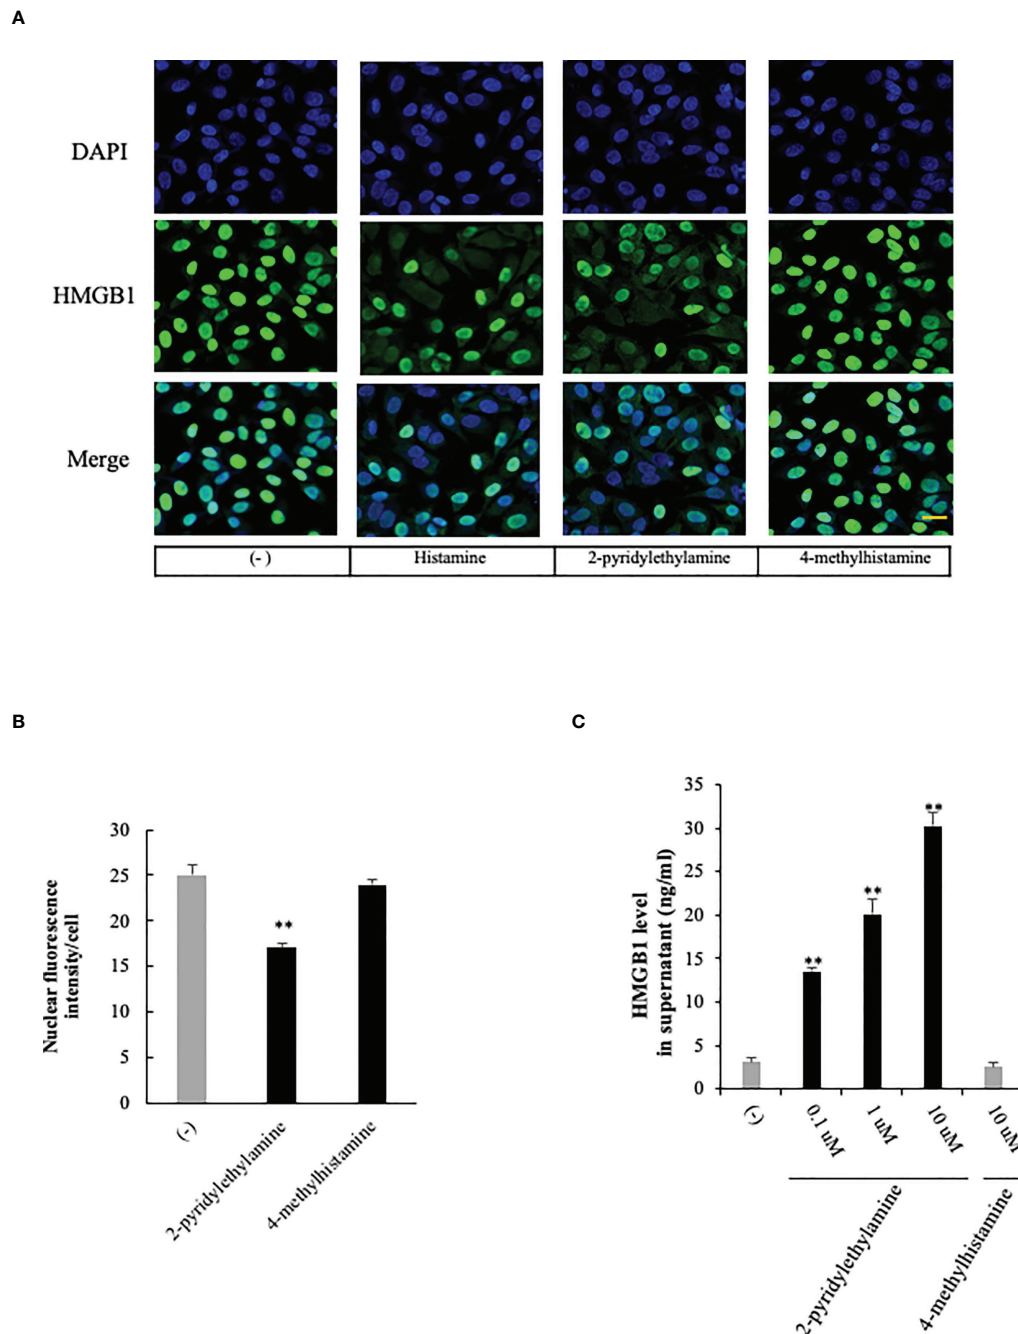 A
DAPI
HMGB1
Merge
(-) Histamine 2-pyridylethylamine 4-methylhistamine
B
Nuclear fluorescence
intensity/cell
30
25
20
15
10
5
0
**
(-)
2-pyridylethylamine
4-methylhistamine
C
HMGB1 level
in supernatant (ng/ml)
35
30
25
20
15
10
5
0
**
**
**
(-)
0.1 uM
1 uM
10 uM
10 uM
2-pyridylethylamine
4-methylhistamine